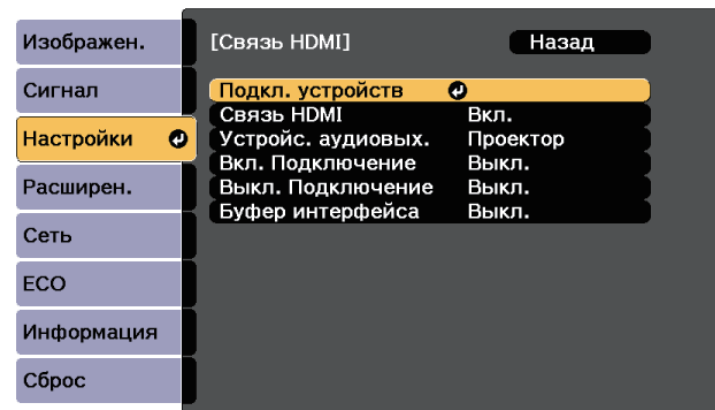 Изображен.
Сигнал
Настройки
Расширен.
Сеть
ECO
Информация
Сброс
[Связь HDMI] Назад
Подкл. устройств
Связь HDMI Вкл.
Устройс. аудиовых. Проектор
Вкл. Подключение Выкл.
Выкл. Подключение Выкл.
Буфер интерфейса Выкл.